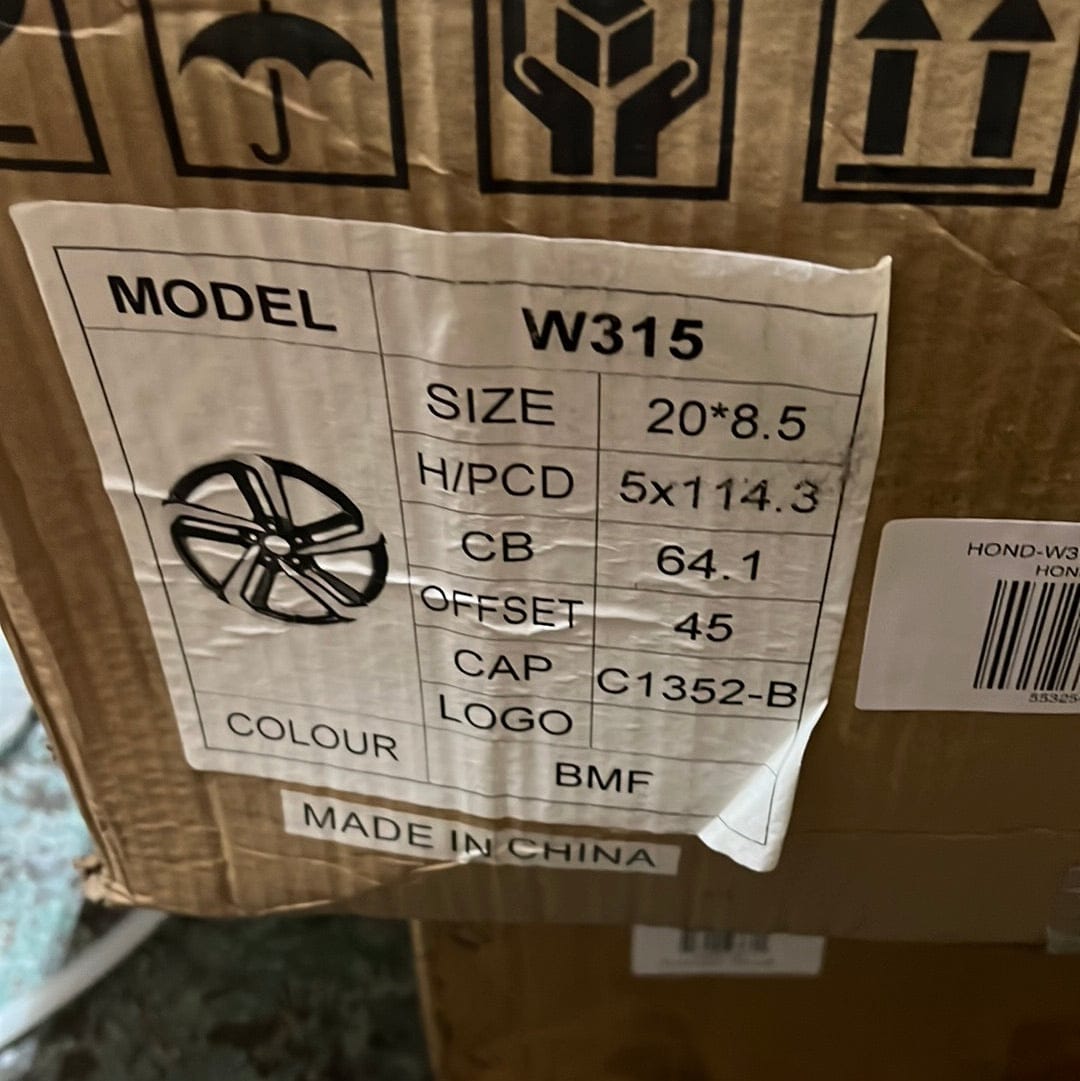 MODEL W315
SIZE 20*8.5
H/PCD 5x114.3
CB 64.1
OFFSET 45
CAP C1352-B
LOGO
COLOUR BMF
MADE IN CHINA
HOND-W3
HON
55325